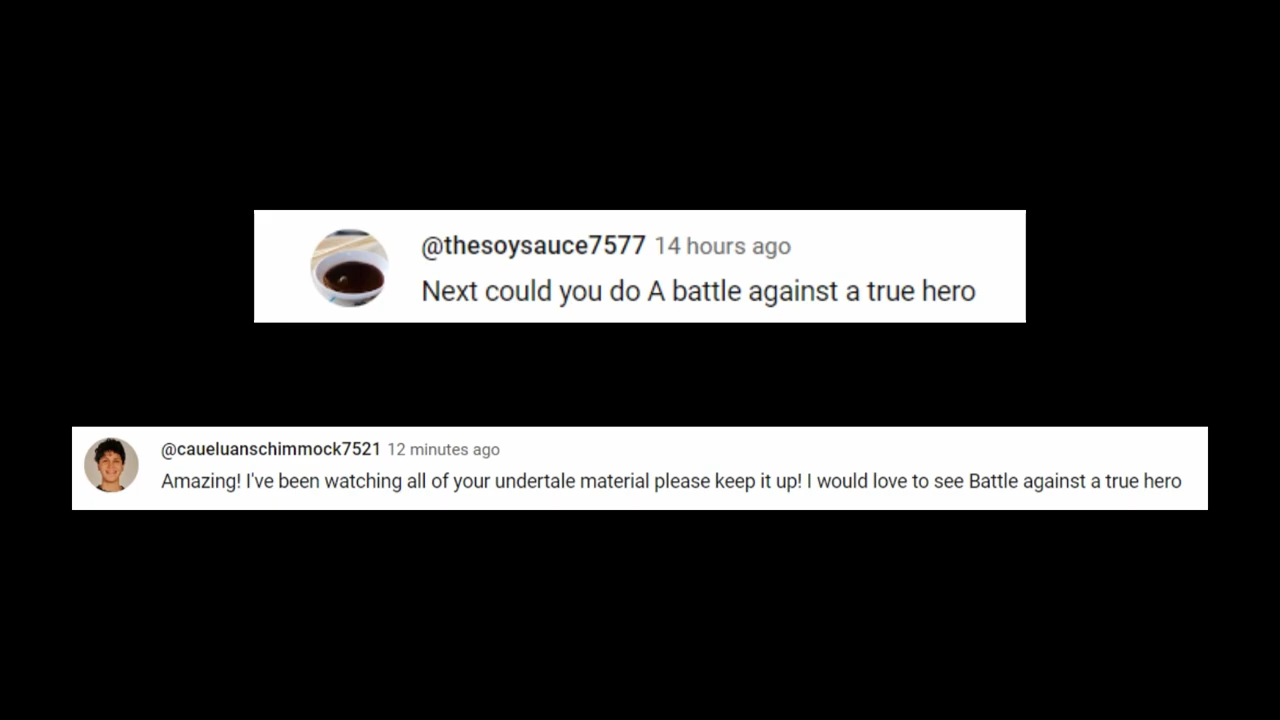 @thesoysauce7577 14 hours ago
Next could you do A battle against a true hero
@caueluanschimmock7521 12 minutes ago
Amazing! I've been watching all of your undertale material please keep it up! I would love to see Battle against a true hero